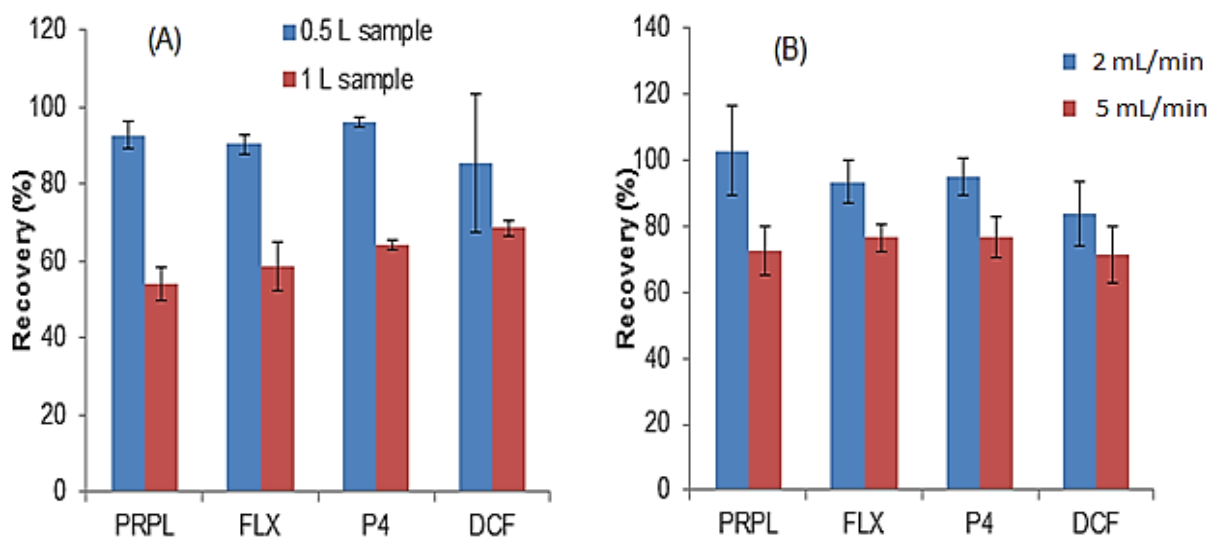 (A)
0.5 L sample
1 L sample
Recovery (%)
120
100
80
60
40
20
0
PRPL FLX P4 DCF
(B)
2 mL/min
5 mL/min
Recovery (%)
140
120
100
80
60
40
20
0
PRPL FLX P4 DCF